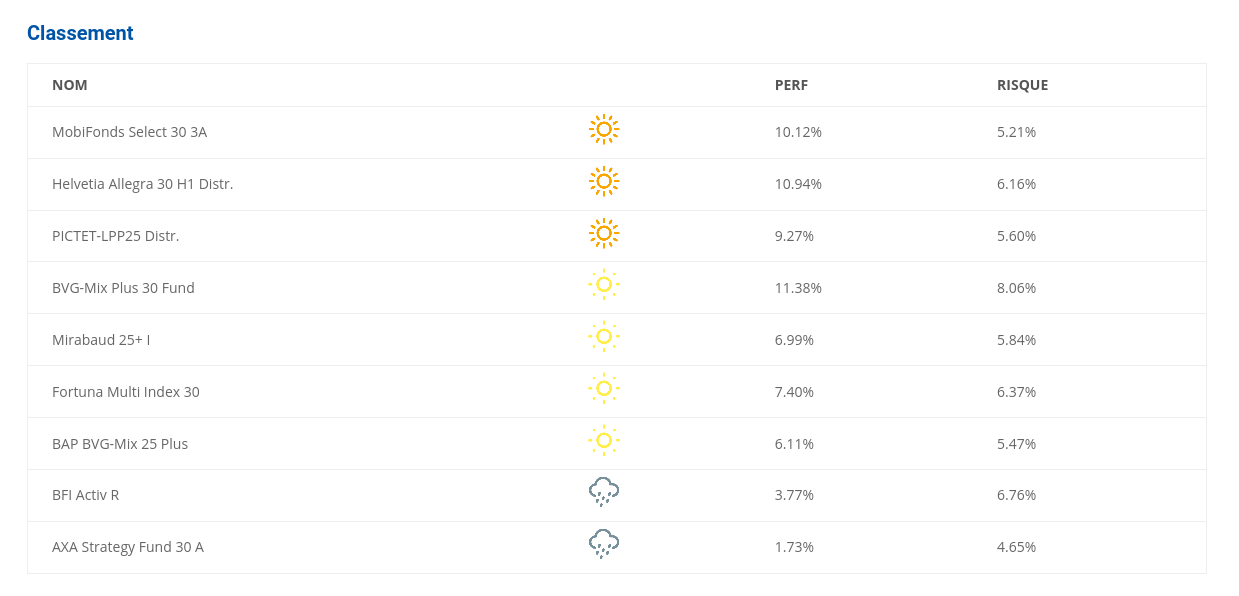 Classement
NOM PERF RISQUE
MobiFonds Select 30 3A 10.12% 5.21%
Helvetia Allegra 30 H1 Distr. 10.94% 6.16%
PICTET-LPP25 Distr. 9.27% 5.60%
BVG-Mix Plus 30 Fund 11.38% 8.06%
Mirabaud 25+ I 6.99% 5.84%
Fortuna Multi Index 30 7.40% 6.37%
BAP BVG-Mix 25 Plus 6.11% 5.47%
BFI Activ R 3.77% 6.76%
AXA Strategy Fund 30 A 1.73% 4.65%